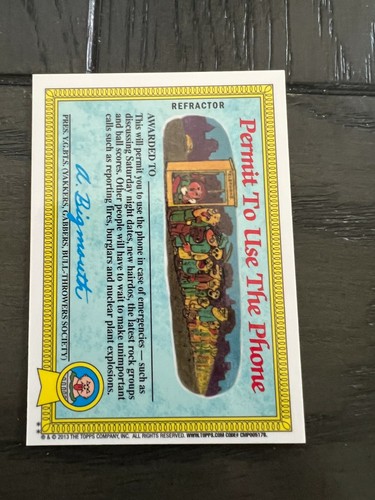 REFRACTOR
Permit To Use The Phone
AWARDED TO
This will permit you to use the phone in case of emergencies — such as
discussing Saturday night dates, new hairdos, the latest rock groups
and ball scores. Other people will have to wait to make unimportant
calls such as reporting fires, burglars and nuclear plant explosions.
A. Bigmouth
PRES. Y.G.B.T.S. (YAKKERS, GABBERS, BULL-THROWERS SOCIETY)
** ® & © 2013 THE TOPPS COMPANY, INC. ALL RIGHTS RESERVED. WWW.TOPPS.COM CODE# CMP005176.